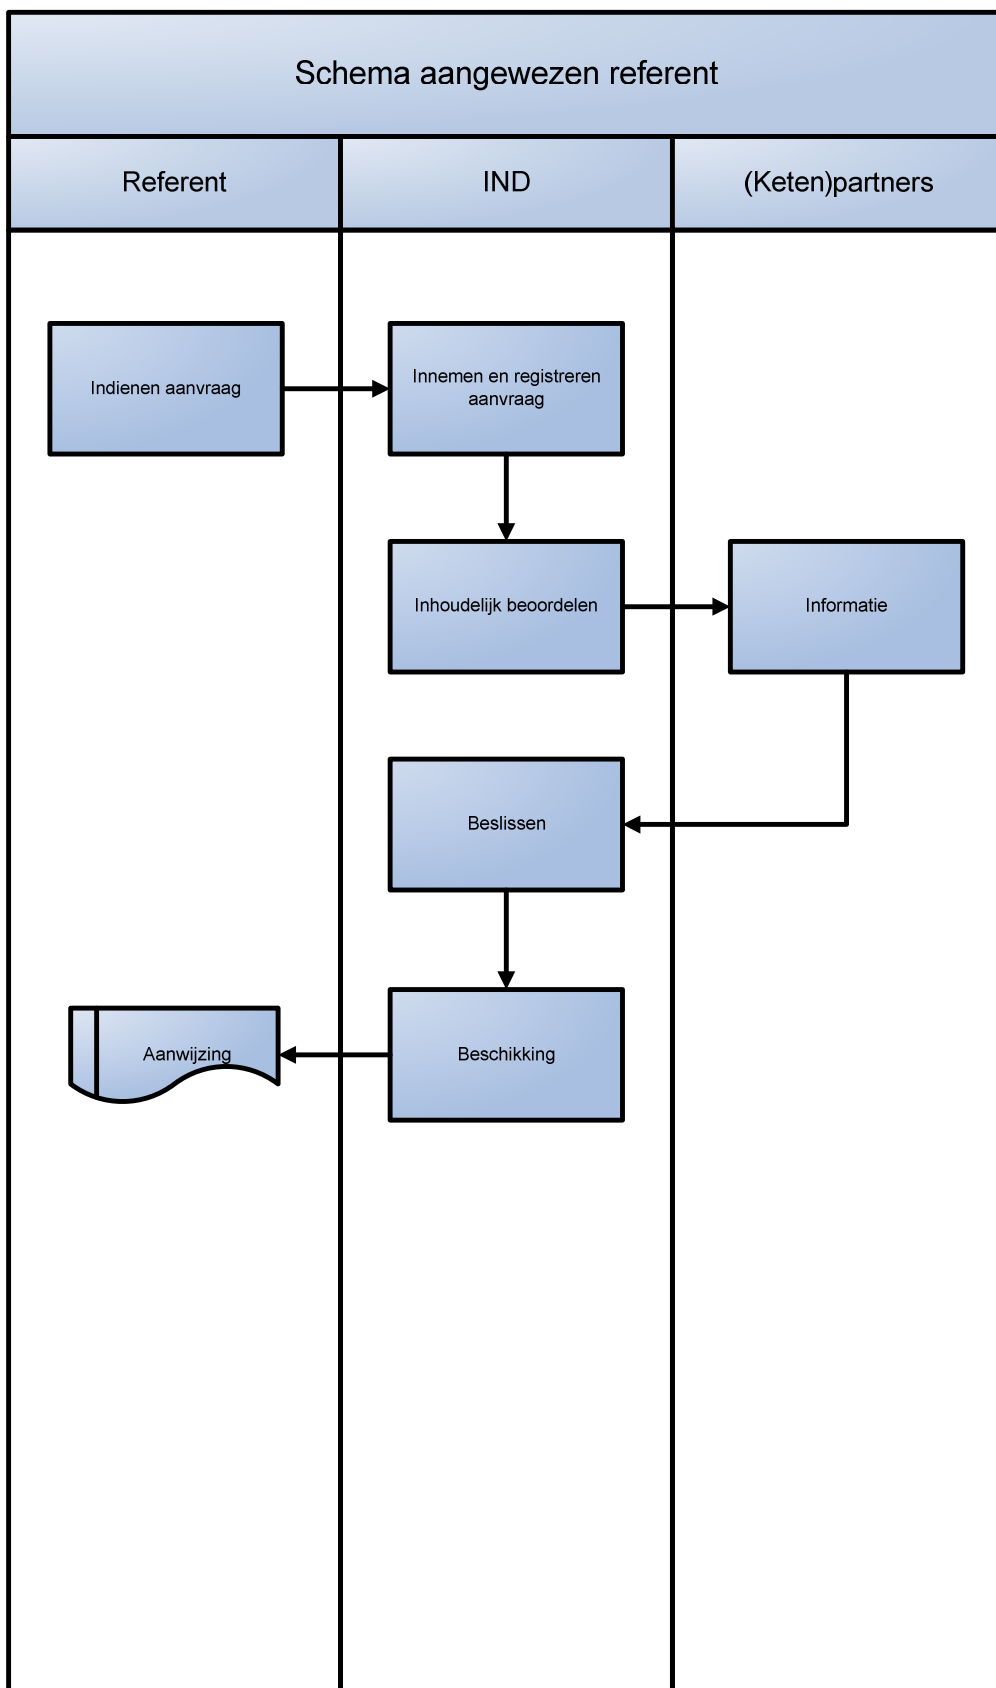 Schema aangewezen referent
Referent
IND
(Keten)partners
Indienen aanvraag
Innemen en registreren
aanvraag
Inhoudelijk beoordelen
Informatie
Beslissen
Aanwijzing
Beschikking